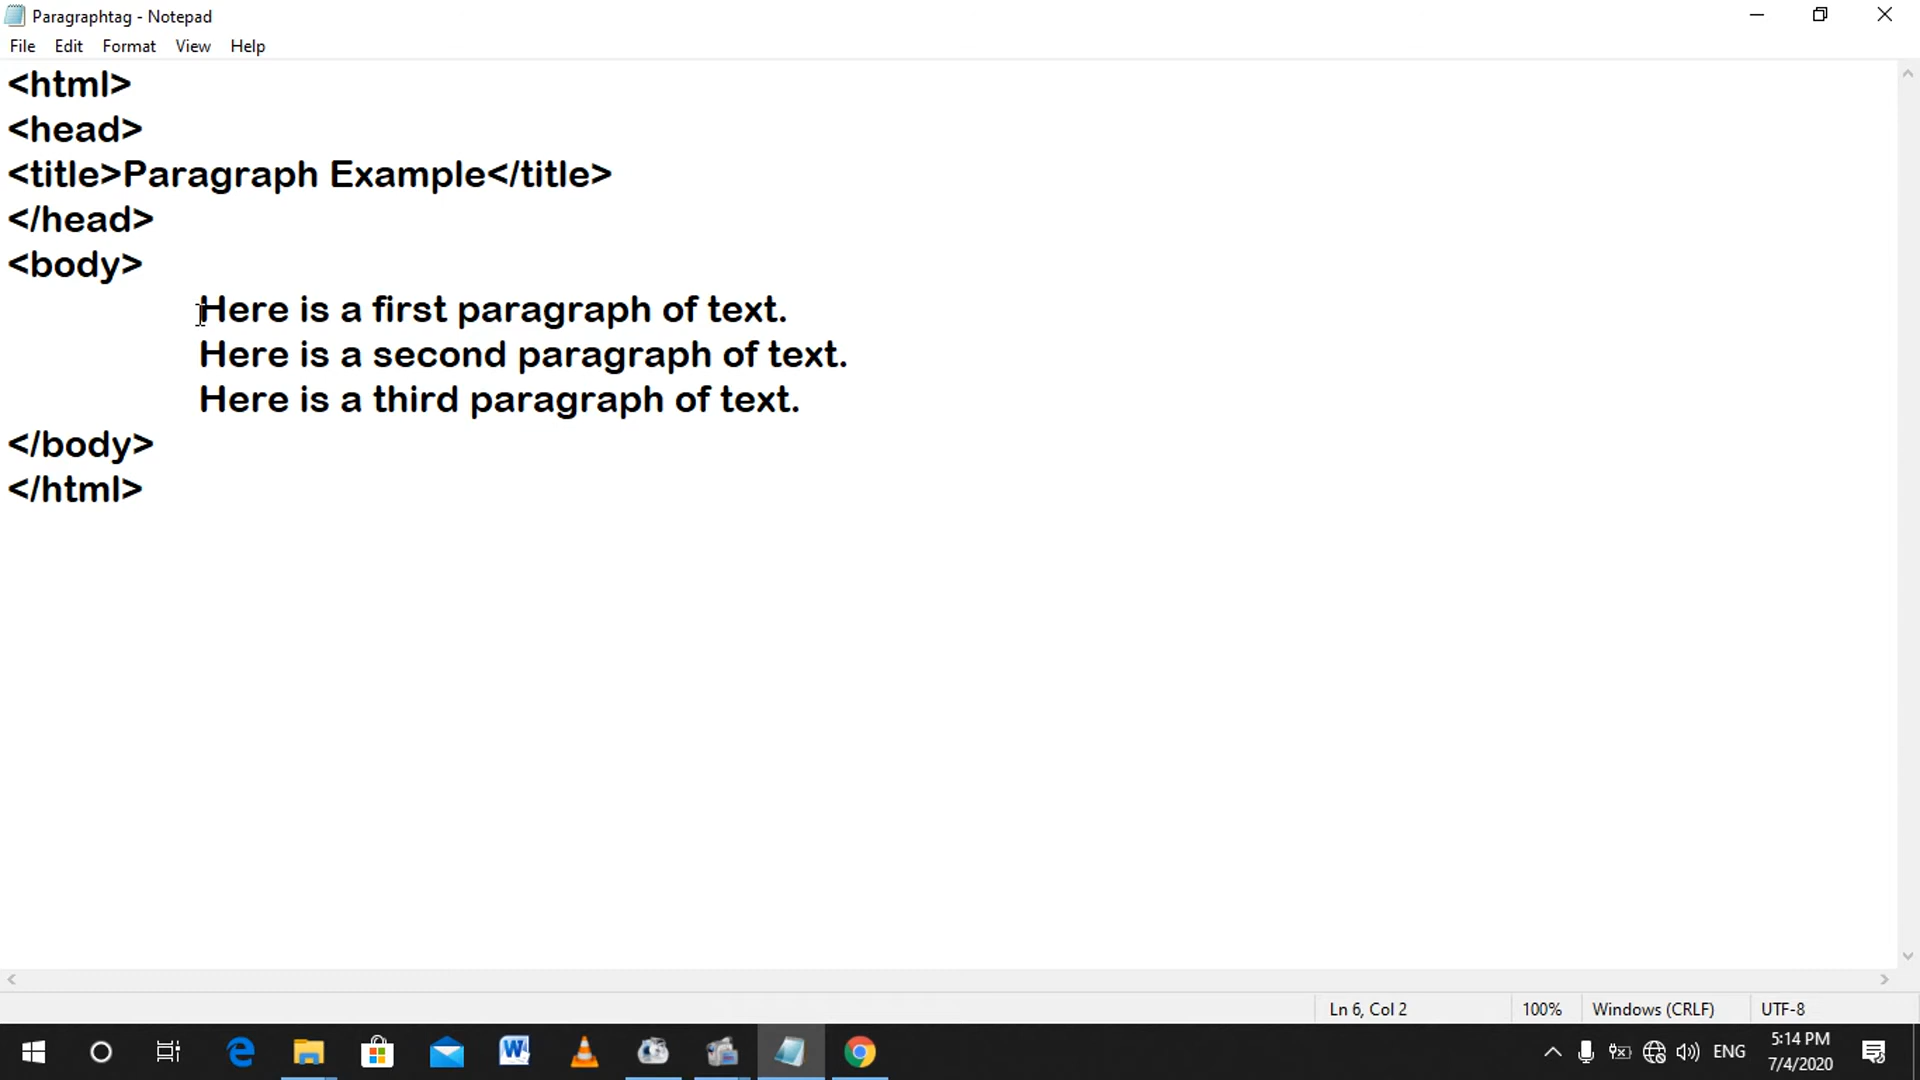 Paragraphtag - Notepad
File Edit Format View Help
<html>
<head>
<title>Paragraph Example</title>
</head>
<body>
Here is a first paragraph of text.
Here is a second paragraph of text.
Here is a third paragraph of text.
</body>
</html>
Ln 6, Col 2 100% Windows (CRLF) UTF-8
ENG 5:14 PM
7/4/2020